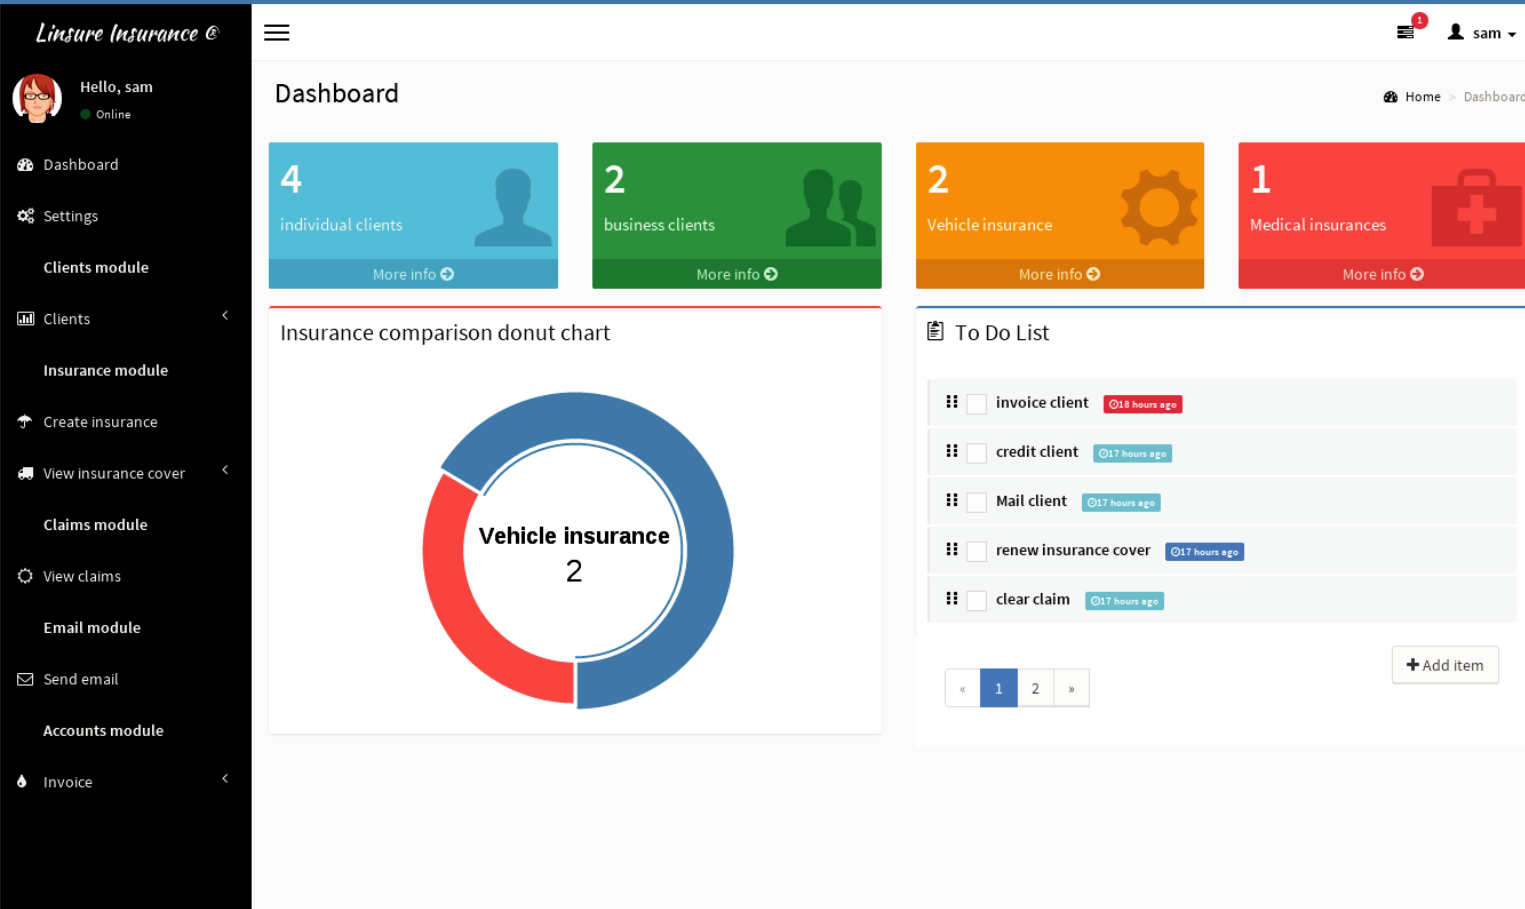 Linsure Insurance ®
1
sam
Hello, sam
Online
Dashboard
Home > Dashboard
Dashboard
Settings
Clients module
Clients
Insurance module
Create insurance
View insurance cover
Claims module
View claims
Email module
Send email
Accounts module
Invoice
4
individual clients
More info
2
business clients
More info
2
Vehicle insurance
More info
1
Medical insurances
More info
Insurance comparison donut chart
Vehicle insurance
2
To Do List
invoice client 18 hours ago
credit client 17 hours ago
Mail client 17 hours ago
renew insurance cover 17 hours ago
clear claim 17 hours ago
Add item
« 1 2 »